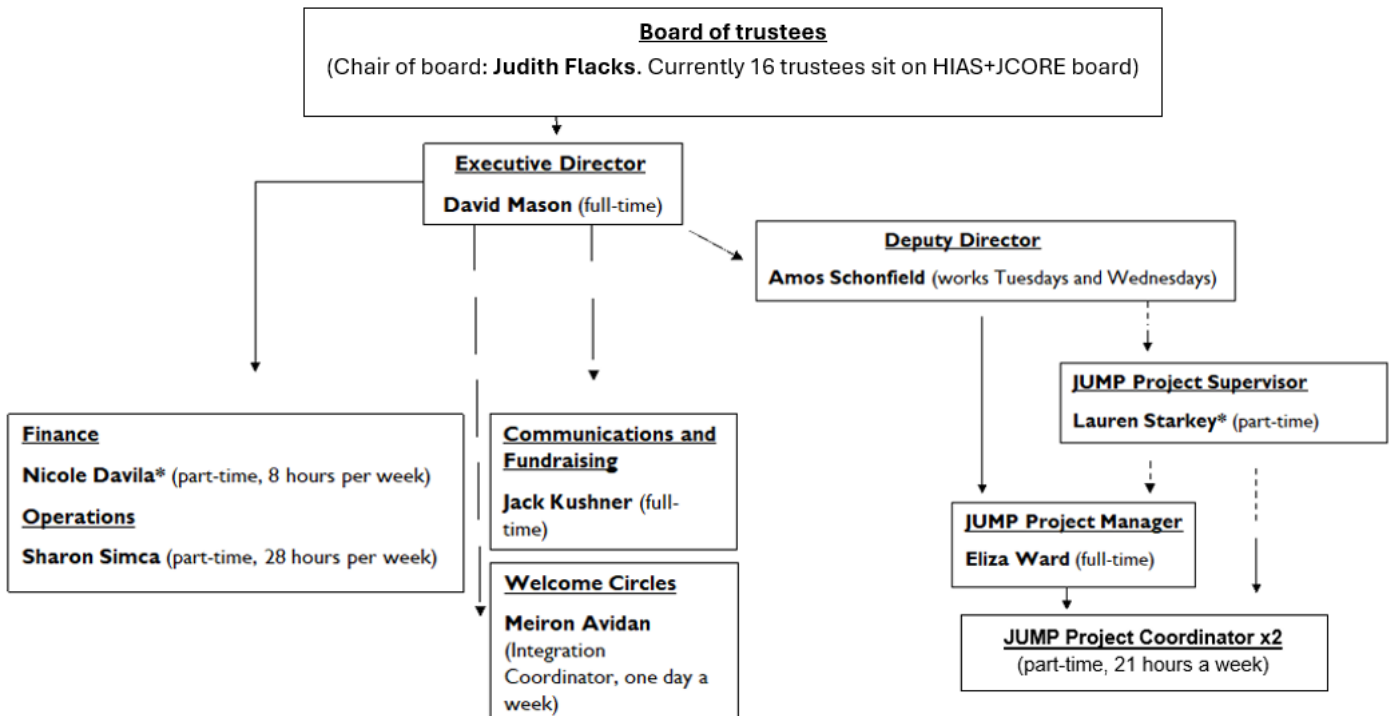 Board of trustees
(Chair of board: Judith Flacks. Currently 16 trustees sit on HIAS+JCORE board)
Executive Director
David Mason (full-time)
Deputy Director
Amos Schonfield (works Tuesdays and Wednesdays)
JUMP Project Supervisor
Lauren Starkey* (part-time)
Finance
Nicole Davila* (part-time, 8 hours per week)
Operations
Sharon Simca (part-time, 28 hours per week)
Communications and
Fundraising
Jack Kushner (full-
time)
Welcome Circles
Meiron Avidan
(Integration
Coordinator, one day a
week)
JUMP Project Manager
Eliza Ward (full-time)
JUMP Project Coordinator x2
(part-time, 21 hours a week)